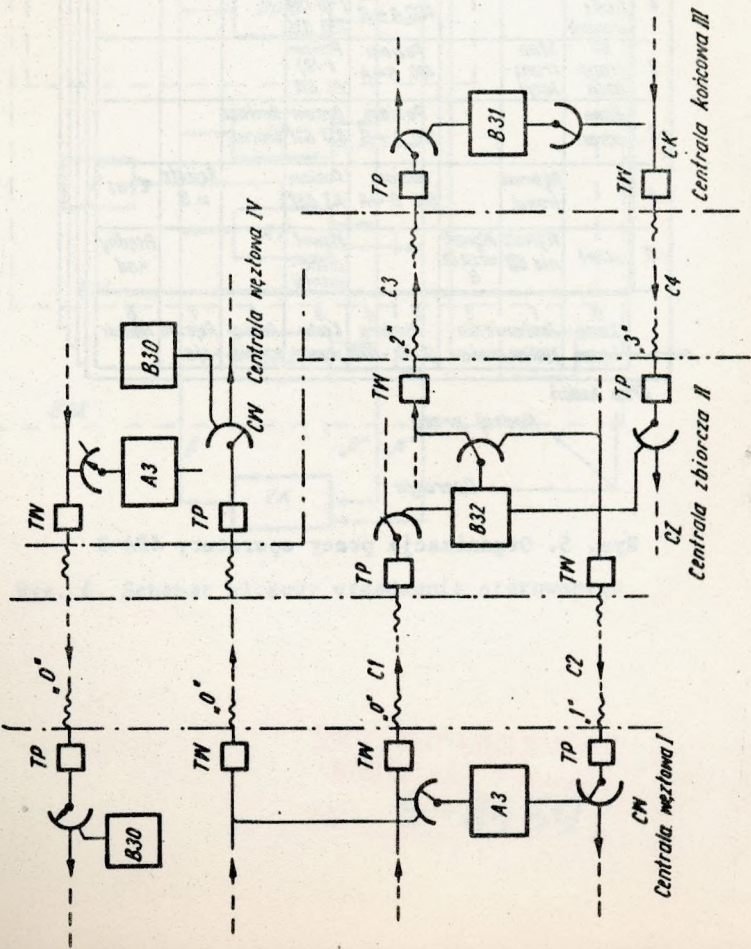 TP
„0"
TW
B30
A3
B30
TW
„0"
TP
CW
Centrala węzłowa IV
TW
„0"
C1
TP
TW
„2"
C3
TP
A3
B32
B31
TP
„1"
C2
TW
TP
„3"
C4
TW
CK
CW
CZ
Centrala węzłowa I
Centrala zbiorcza II
Centrala końcowa III